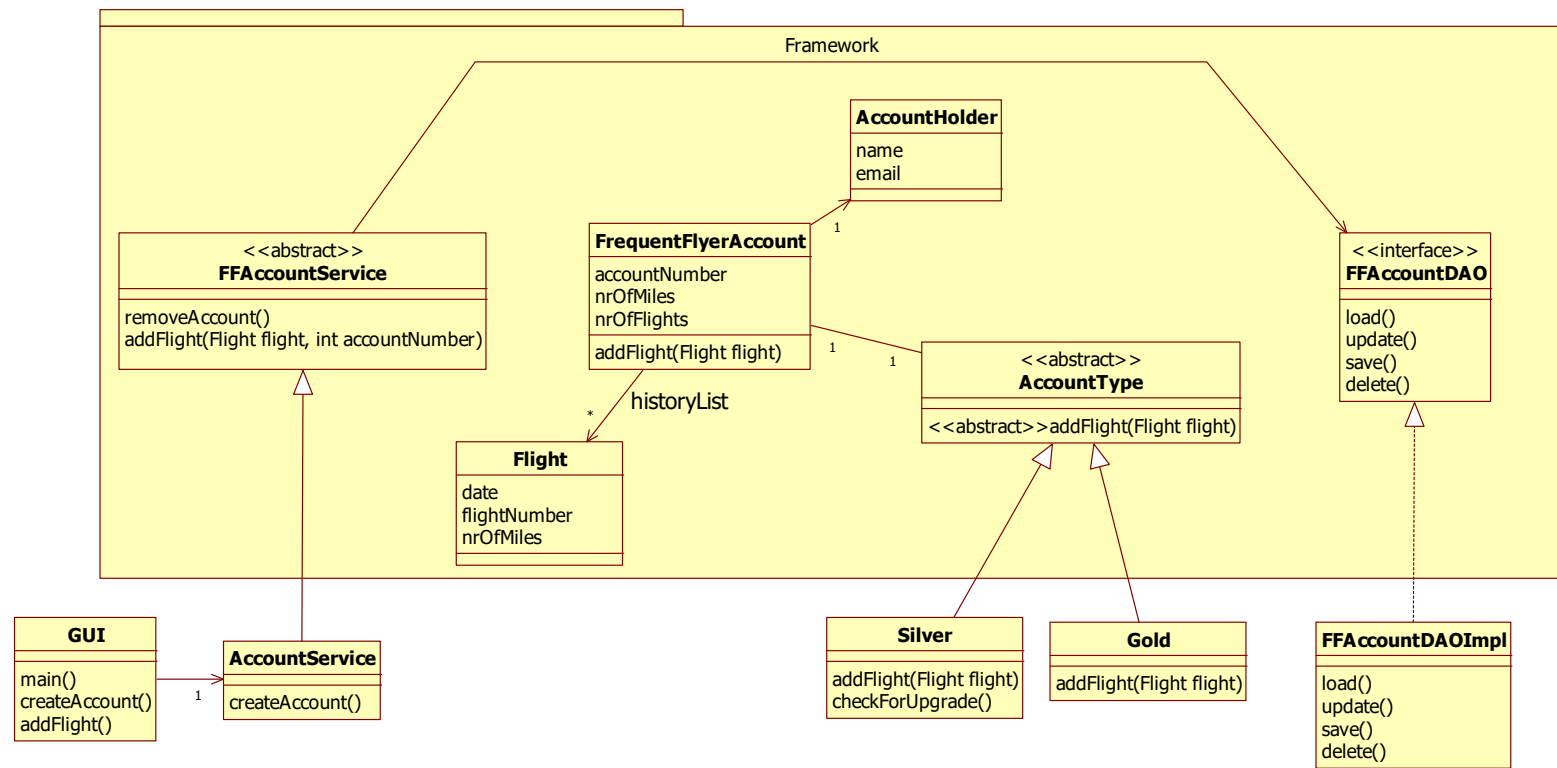 Framework
AccountHolder
name
email
1
<<abstract>>
FFAccountService
removeAccount()
addFlight(Flight flight, int accountNumber)
FrequentFlyerAccount
accountNumber
nrOfMiles
nrOfFlights
addFlight(Flight flight)
1
1
<<abstract>>
AccountType
<<abstract>>addFlight(Flight flight)
<<interface>>
FFAccountDAO
load()
update()
save()
delete()
historyList
*
Flight
date
flightNumber
nrOfMiles
GUI
main()
createAccount()
addFlight()
1
AccountService
createAccount()
Silver
addFlight(Flight flight)
checkForUpgrade()
Gold
addFlight(Flight flight)
FFAccountDAOImpl
load()
update()
save()
delete()